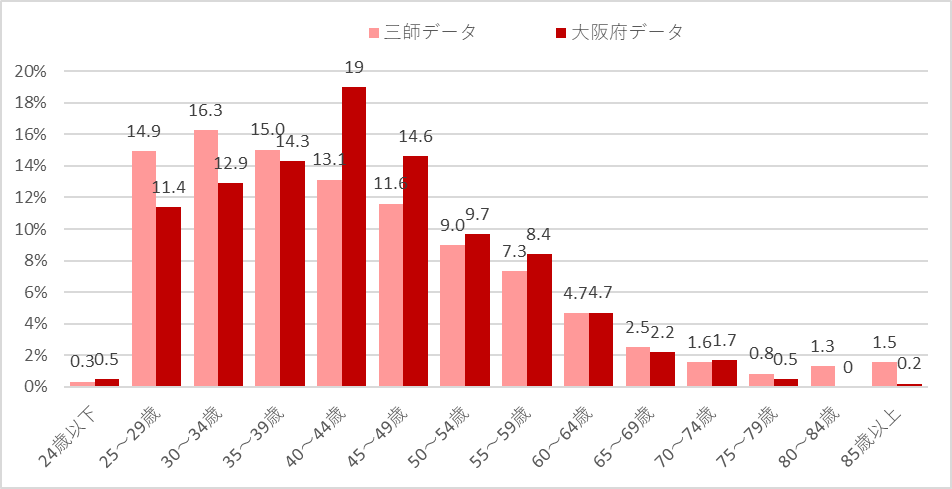 三師データ 大阪府データ
20%
18%
16%
14%
12%
10%
8%
6%
4%
2%
0%
0.3 0.5
14.9 11.4
16.3 12.9
15.0 14.3
13.1 19
11.6 14.6
9.0 9.7
7.3 8.4
4.7 4.7
2.5 2.2
1.6 1.7
0.8 0.5
1.3 0
1.5 0.2
24歳以下
25～29歳
30～34歳
35～39歳
40～44歳
45～49歳
50～54歳
55～59歳
60～64歳
65～69歳
70～74歳
75～79歳
80～84歳
85歳以上